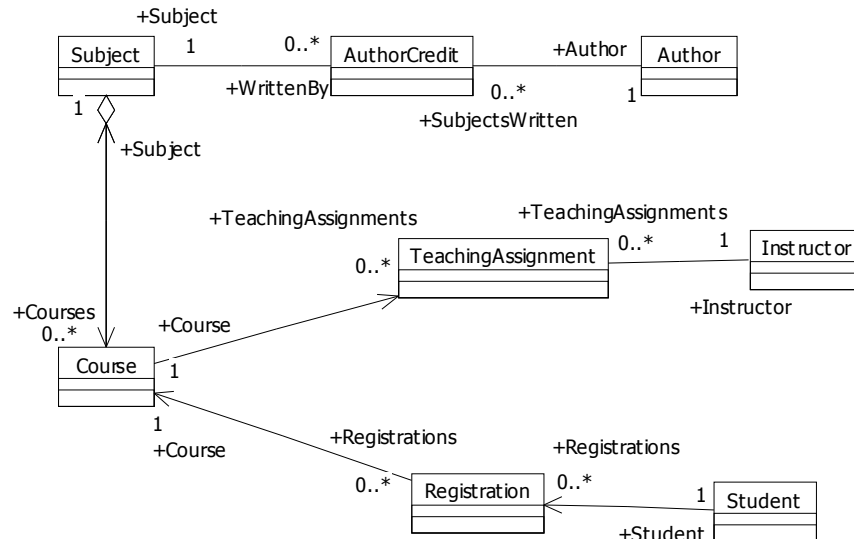 +Subject
Subject
1
0..*
AuthorCredit
+Author
Author
+WrittenBy
0..*
1
+SubjectsWritten
1
+Subject
+TeachingAssignments
+TeachingAssignments
0..*
TeachingAssignment
0..*
1
Instructor
+Instructor
+Courses
0..*
+Course
Course
1
1
+Course
+Registrations
+Registrations
0..*
Registration
0..*
1
Student
+Student